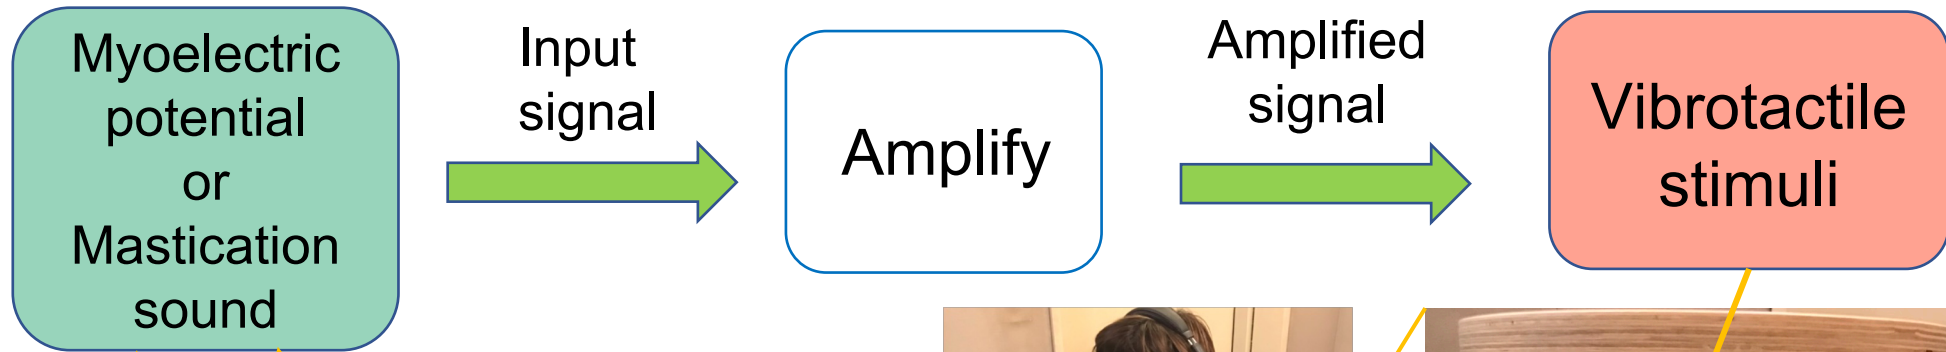 Myoelectric
potential
or
Mastication
sound
Input
signal
Amplify
Amplified
signal
Vibrotactile
stimuli